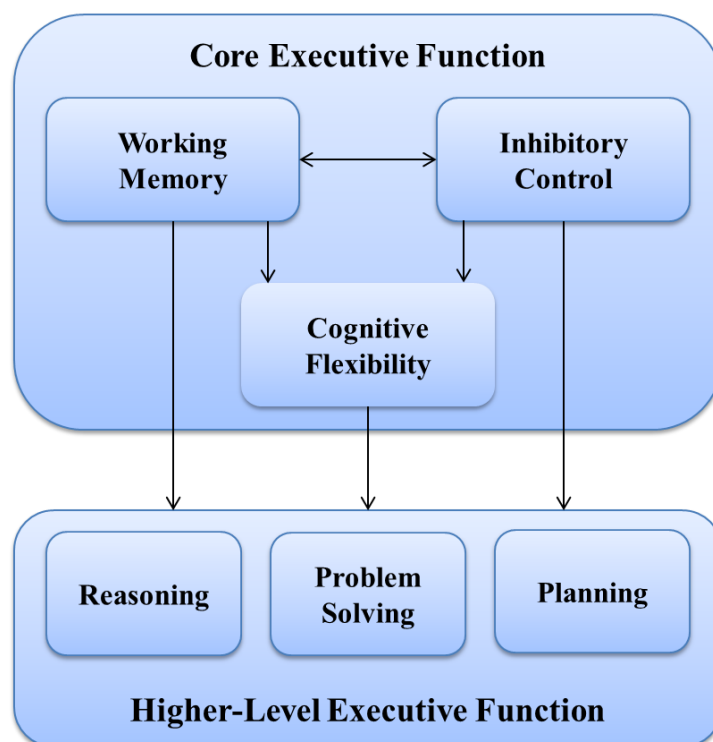 Core Executive Function
Working
Memory
Inhibitory
Control
Cognitive
Flexibility
Reasoning
Problem
Solving
Planning
Higher-Level Executive Function